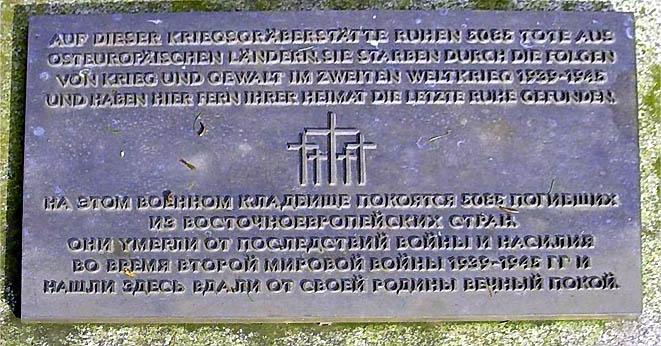 AUF DIESER KRIEGSGRÄBERSTÄTTE RUHEN 5085 TOTE AUS
OSTEUROPÄISCHEN LÄNDERN. SIE STARBEN DURCH DIE FOLGEN
VON KRIEG UND GEWALT IM ZWEITEN WELTKRIEG 1939-1945
UND HABEN HIER FERN IHRER HEIMAT DIE LETZTE RUHE GEFUNDEN.
НА ЭТОМ ВОЕННОМ КЛАДБИЩЕ ПОКОЯТСЯ 5085 ПОГИБШИХ
ИЗ ВОСТОЧНОЕВРОПЕЙСКИХ СТРАН.
ОНИ УМЕРЛИ ОТ ПОСЛЕДСТВИЙ ВОЙНЫ И НАСИЛИЯ
ВО ВРЕМЯ ВТОРОЙ МИРОВОЙ ВОЙНЫ 1939-1945 ГГ И
НАШЛИ ЗДЕСЬ ВДАЛИ ОТ СВОЕЙ РОДИНЫ ВЕЧНЫЙ ПОКОЙ.